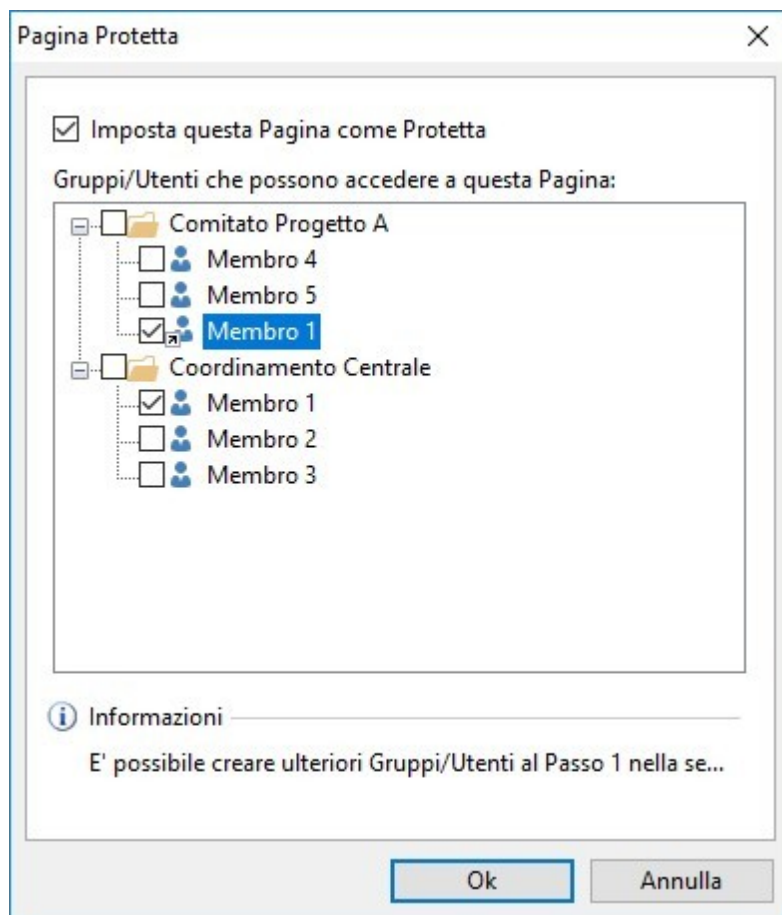 Pagina Protetta
Imposta questa Pagina come Protetta
Gruppi/Utenti che possono accedere a questa Pagina:
Comitato Progetto A
Membro 4
Membro 5
Membro 1
Coordinamento Centrale
Membro 1
Membro 2
Membro 3
Informazioni
E' possibile creare ulteriori Gruppi/Utenti al Passo 1 nella se...
Ok
Annulla